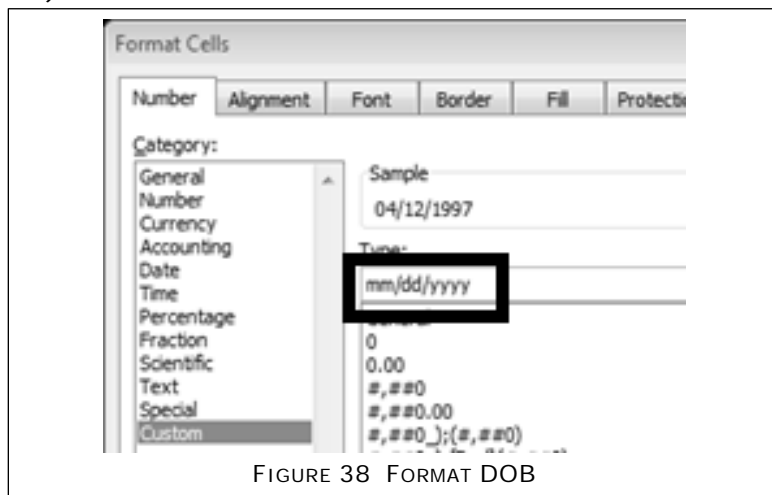 Format Cells
Number Alignment Font Border Fill
Category:
General
Number
Currency
Accounting
Date
Time
Percentage
Fraction
Scientific
Text
Special
Custom
Sample
04/12/1997
Type:
mm/dd/yyyy
General
0
0.00
#,##0
#,##0.00
#,##0_);(#,##0)
FIGURE 38 FORMAT DOB